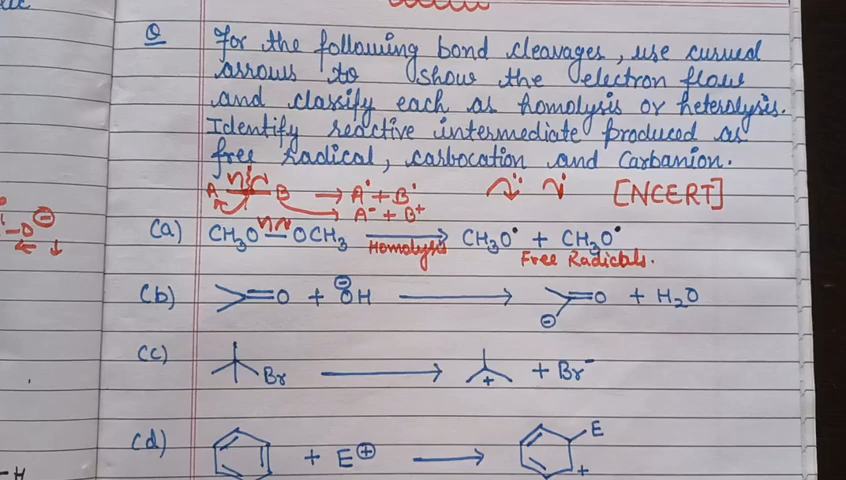 Q For the following bond cleavages, use curved
arrows to show the electron flow
and classify each as homolysis or heterolysis.
Identify reactive intermediate produced as
free radical, carbocation and Carbanion.
A B → A• + B• [NCERT]
A⁻ + B⁺
(a) CH₃O — OCH₃ → CH₃O• + CH₃O•
Homolysis Free Radicals.
(b) =O + ⊖OH → =O ⊖ + H₂O
(c) Br → + + Br⁻
(d) + E⊕ → E +
–O⊖
–H